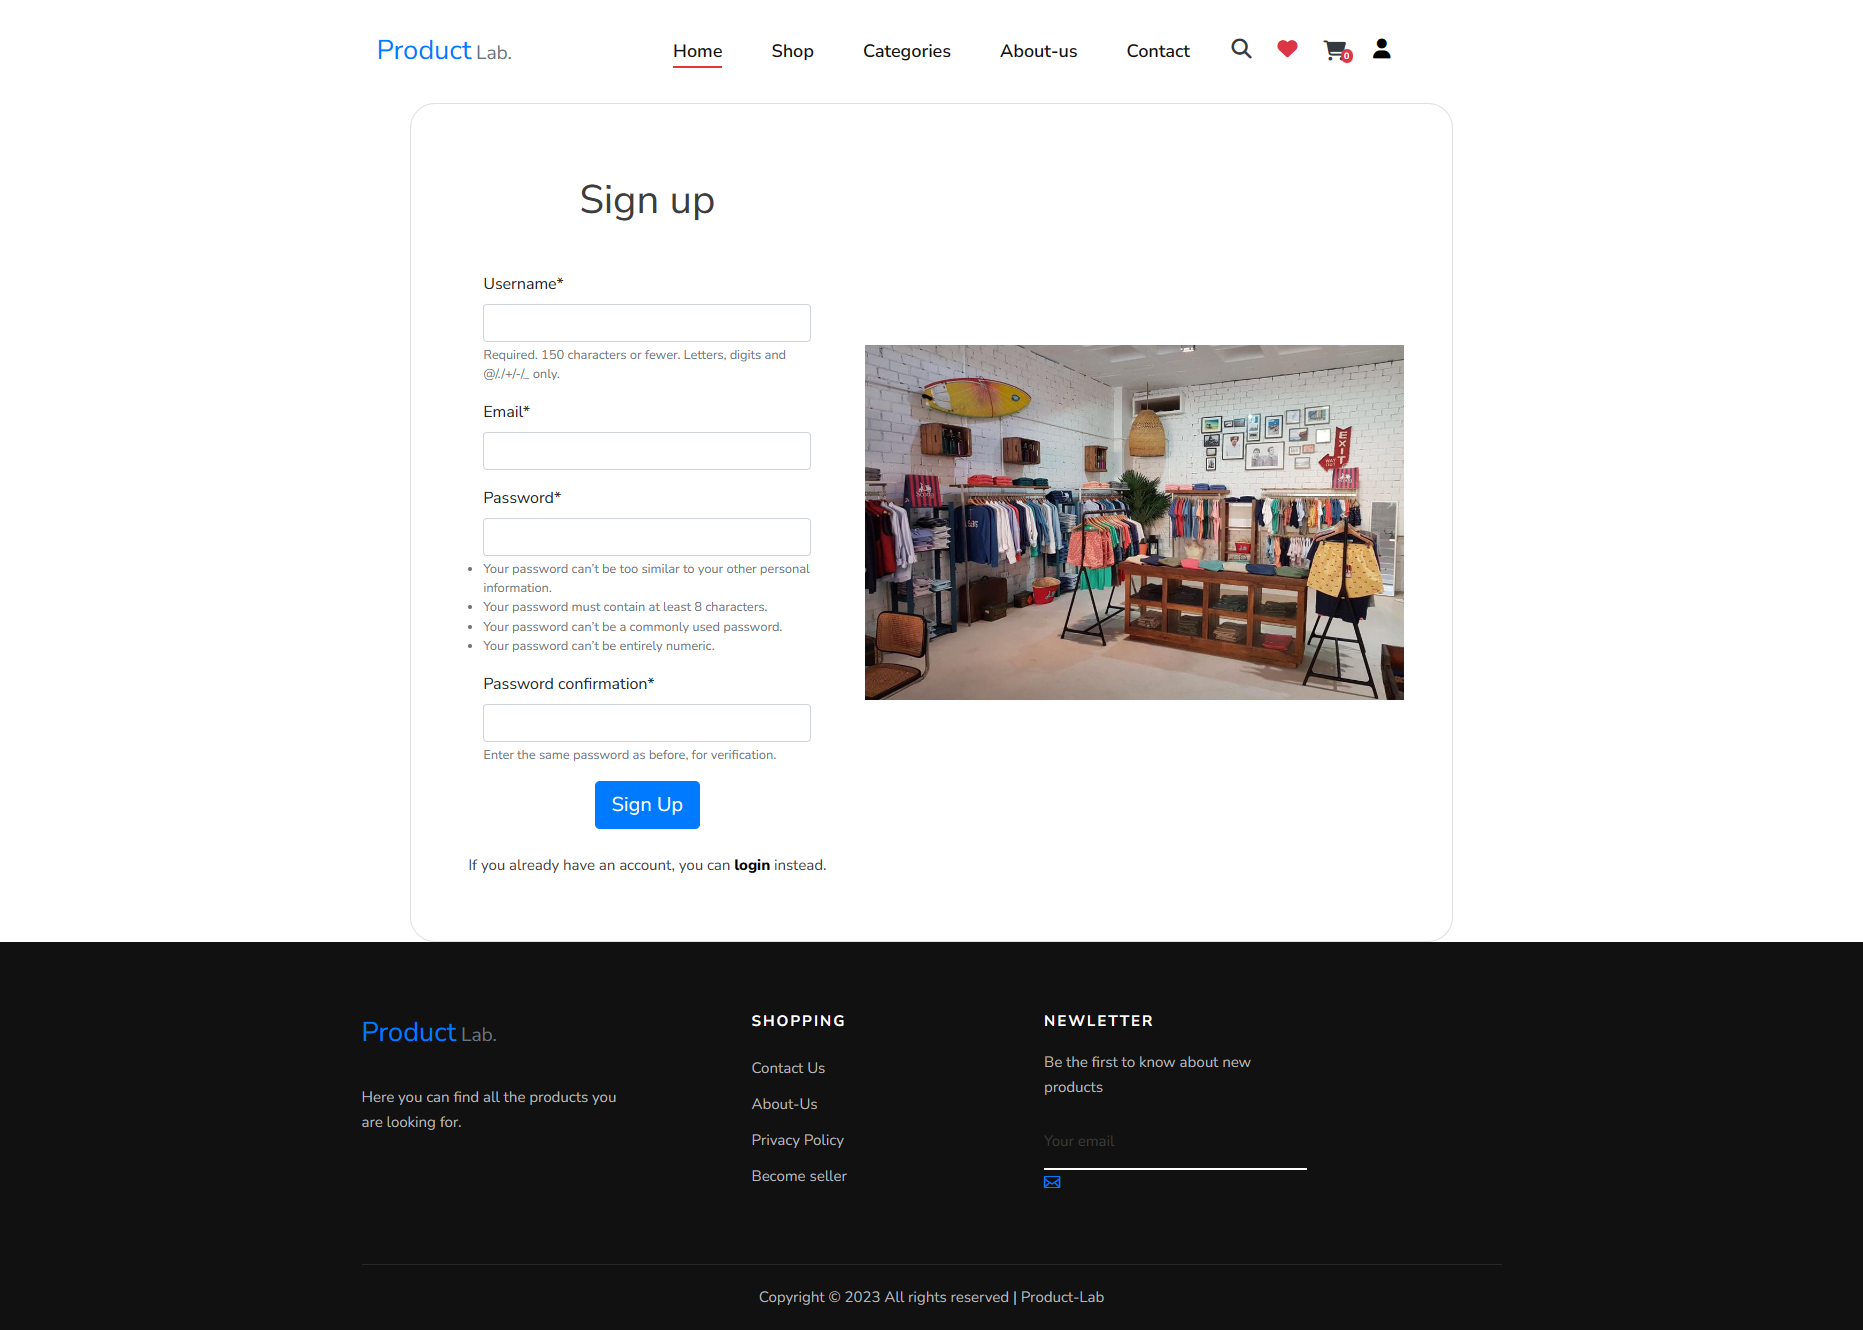 Product Lab.
Home Shop Categories About-us Contact
0
Sign up
Username*
Required. 150 characters or fewer. Letters, digits and
@/./+/-/_ only.
Email*
Password*
Your password can't be too similar to your other personal
information.
Your password must contain at least 8 characters.
Your password can't be a commonly used password.
Your password can't be entirely numeric.
Password confirmation*
Enter the same password as before, for verification.
Sign Up
If you already have an account, you can login instead.
EXIT
Product Lab.
Here you can find all the products you
are looking for.
SHOPPING
Contact Us
About-Us
Privacy Policy
Become seller
NEWLETTER
Be the first to know about new
products
Your email
Copyright © 2023 All rights reserved | Product-Lab